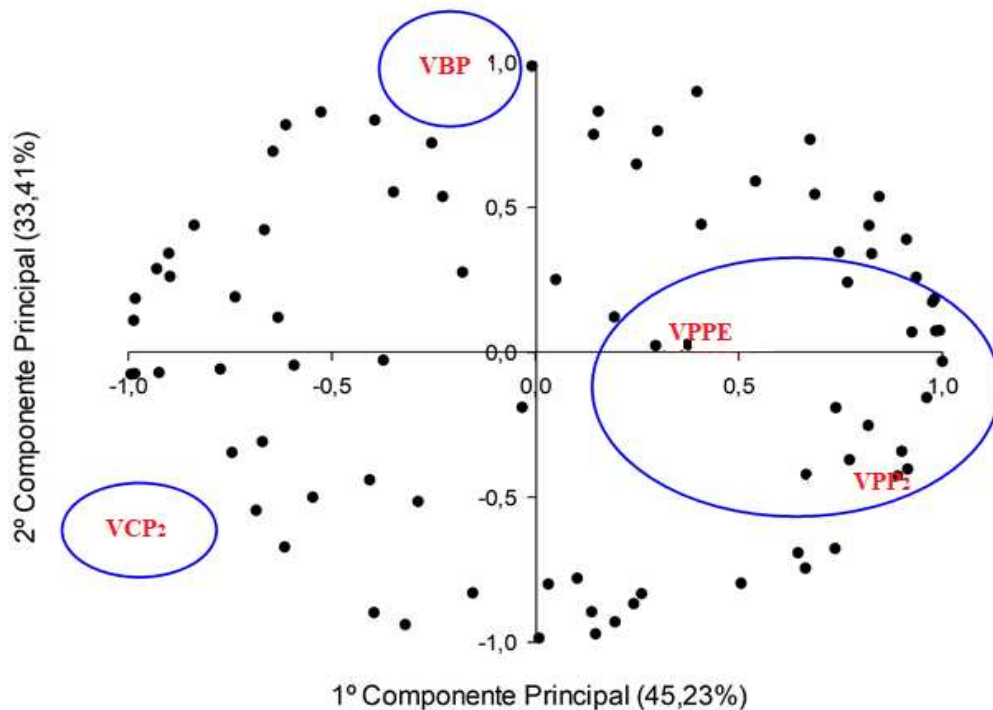 VBP
1,0
0,5
VPPE
-1,0
-0,5
0,0
0,0
0,5
1,0
VPP₂
-0,5
VCP₂
-1,0
2º Componente Principal (33,41%)
1º Componente Principal (45,23%)